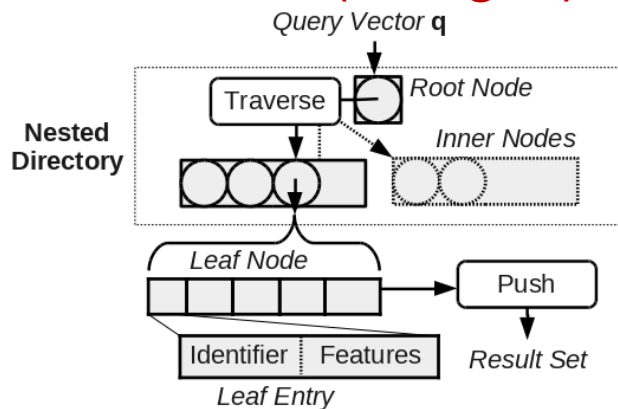 Query Vector q
Traverse
Root Node
Nested
Directory
Inner Nodes
Leaf Node
Push
Identifier
Features
Result Set
Leaf Entry